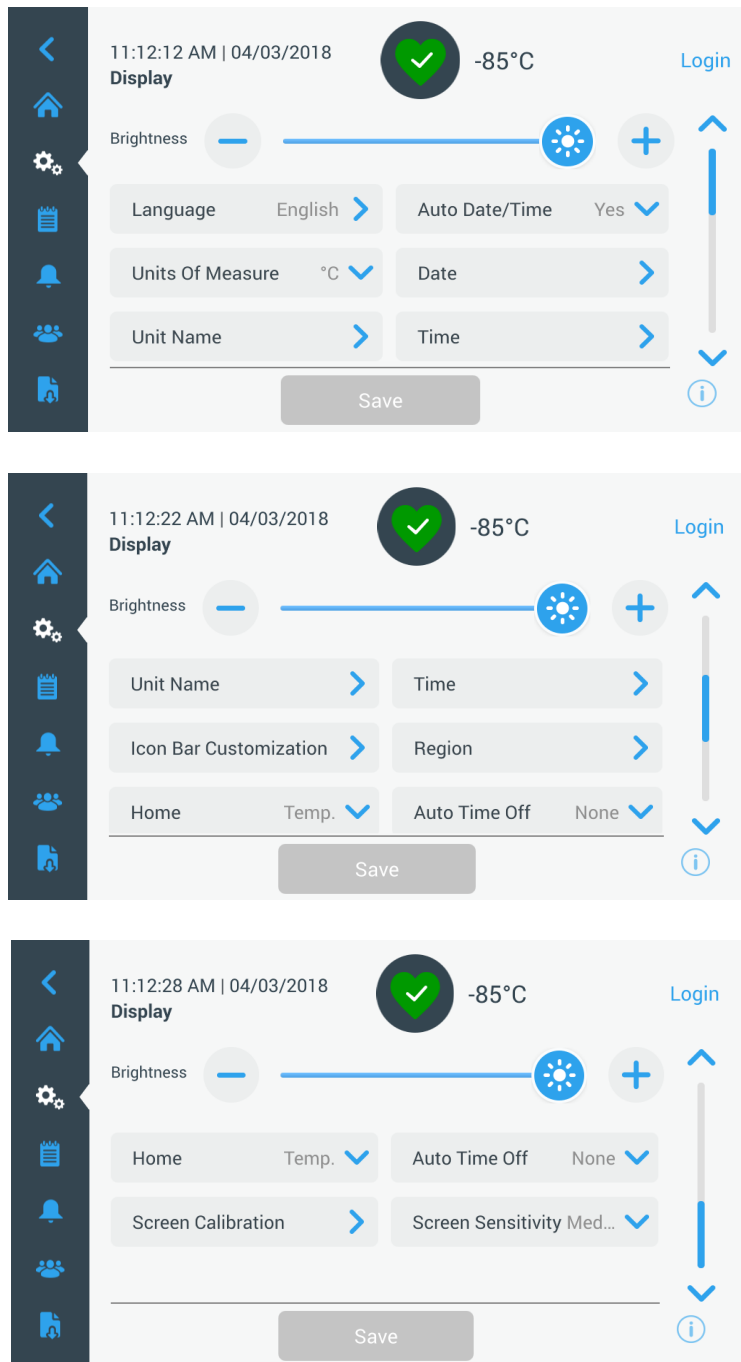 11:12:12 AM | 04/03/2018
-85°C
Login
Display
Brightness
Language English
Auto Date/Time Yes
Units Of Measure °C
Date
Unit Name
Time
Save
11:12:22 AM | 04/03/2018
-85°C
Login
Display
Brightness
Unit Name
Time
Icon Bar Customization
Region
Home Temp.
Auto Time Off None
Save
11:12:28 AM | 04/03/2018
-85°C
Login
Display
Brightness
Home Temp.
Auto Time Off None
Screen Calibration
Screen Sensitivity Med...
Save